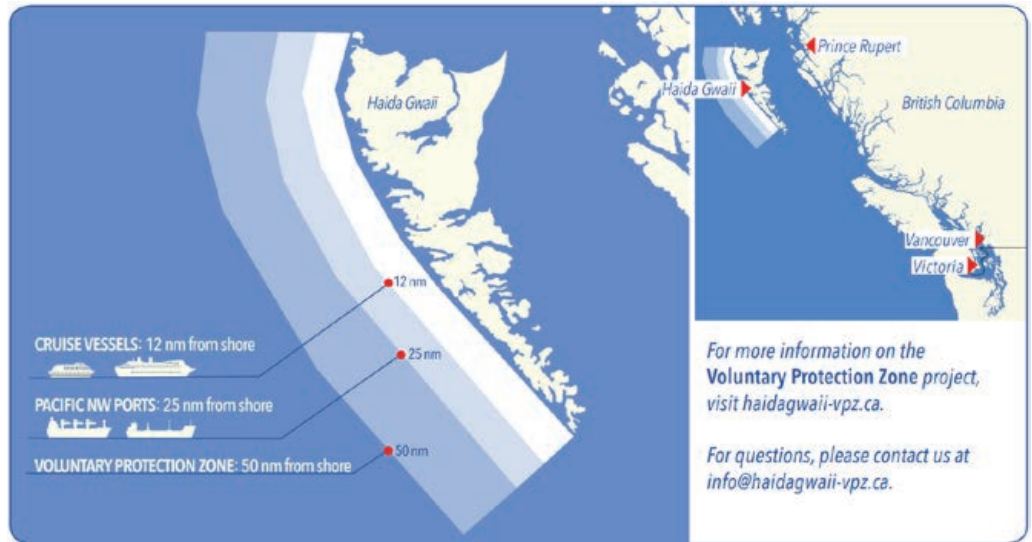 Haida Gwaii
12 nm
25 nm
50 nm
CRUISE VESSELS: 12 nm from shore
PACIFIC NW PORTS: 25 nm from shore
VOLUNTARY PROTECTION ZONE: 50 nm from shore
Prince Rupert
Haida Gwaii
British Columbia
Vancouver
Victoria
For more information on the
Voluntary Protection Zone project,
visit haidagwaii-vpz.ca.
For questions, please contact us at
info@haidagwaii-vpz.ca.